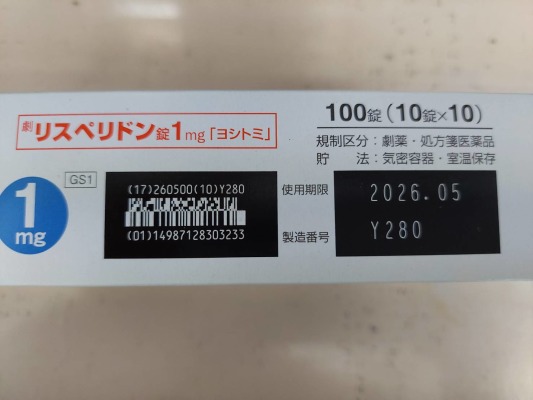 劇 リスペリドン錠1mg「ヨシトミ」
100錠(10錠×10)
規制区分:劇薬・処方箋医薬品
貯 法:気密容器・室温保存
1
mg
GS1
(17)260500(10)Y280
(01)14987128303233
使用期限 2026.05
製造番号 Y280